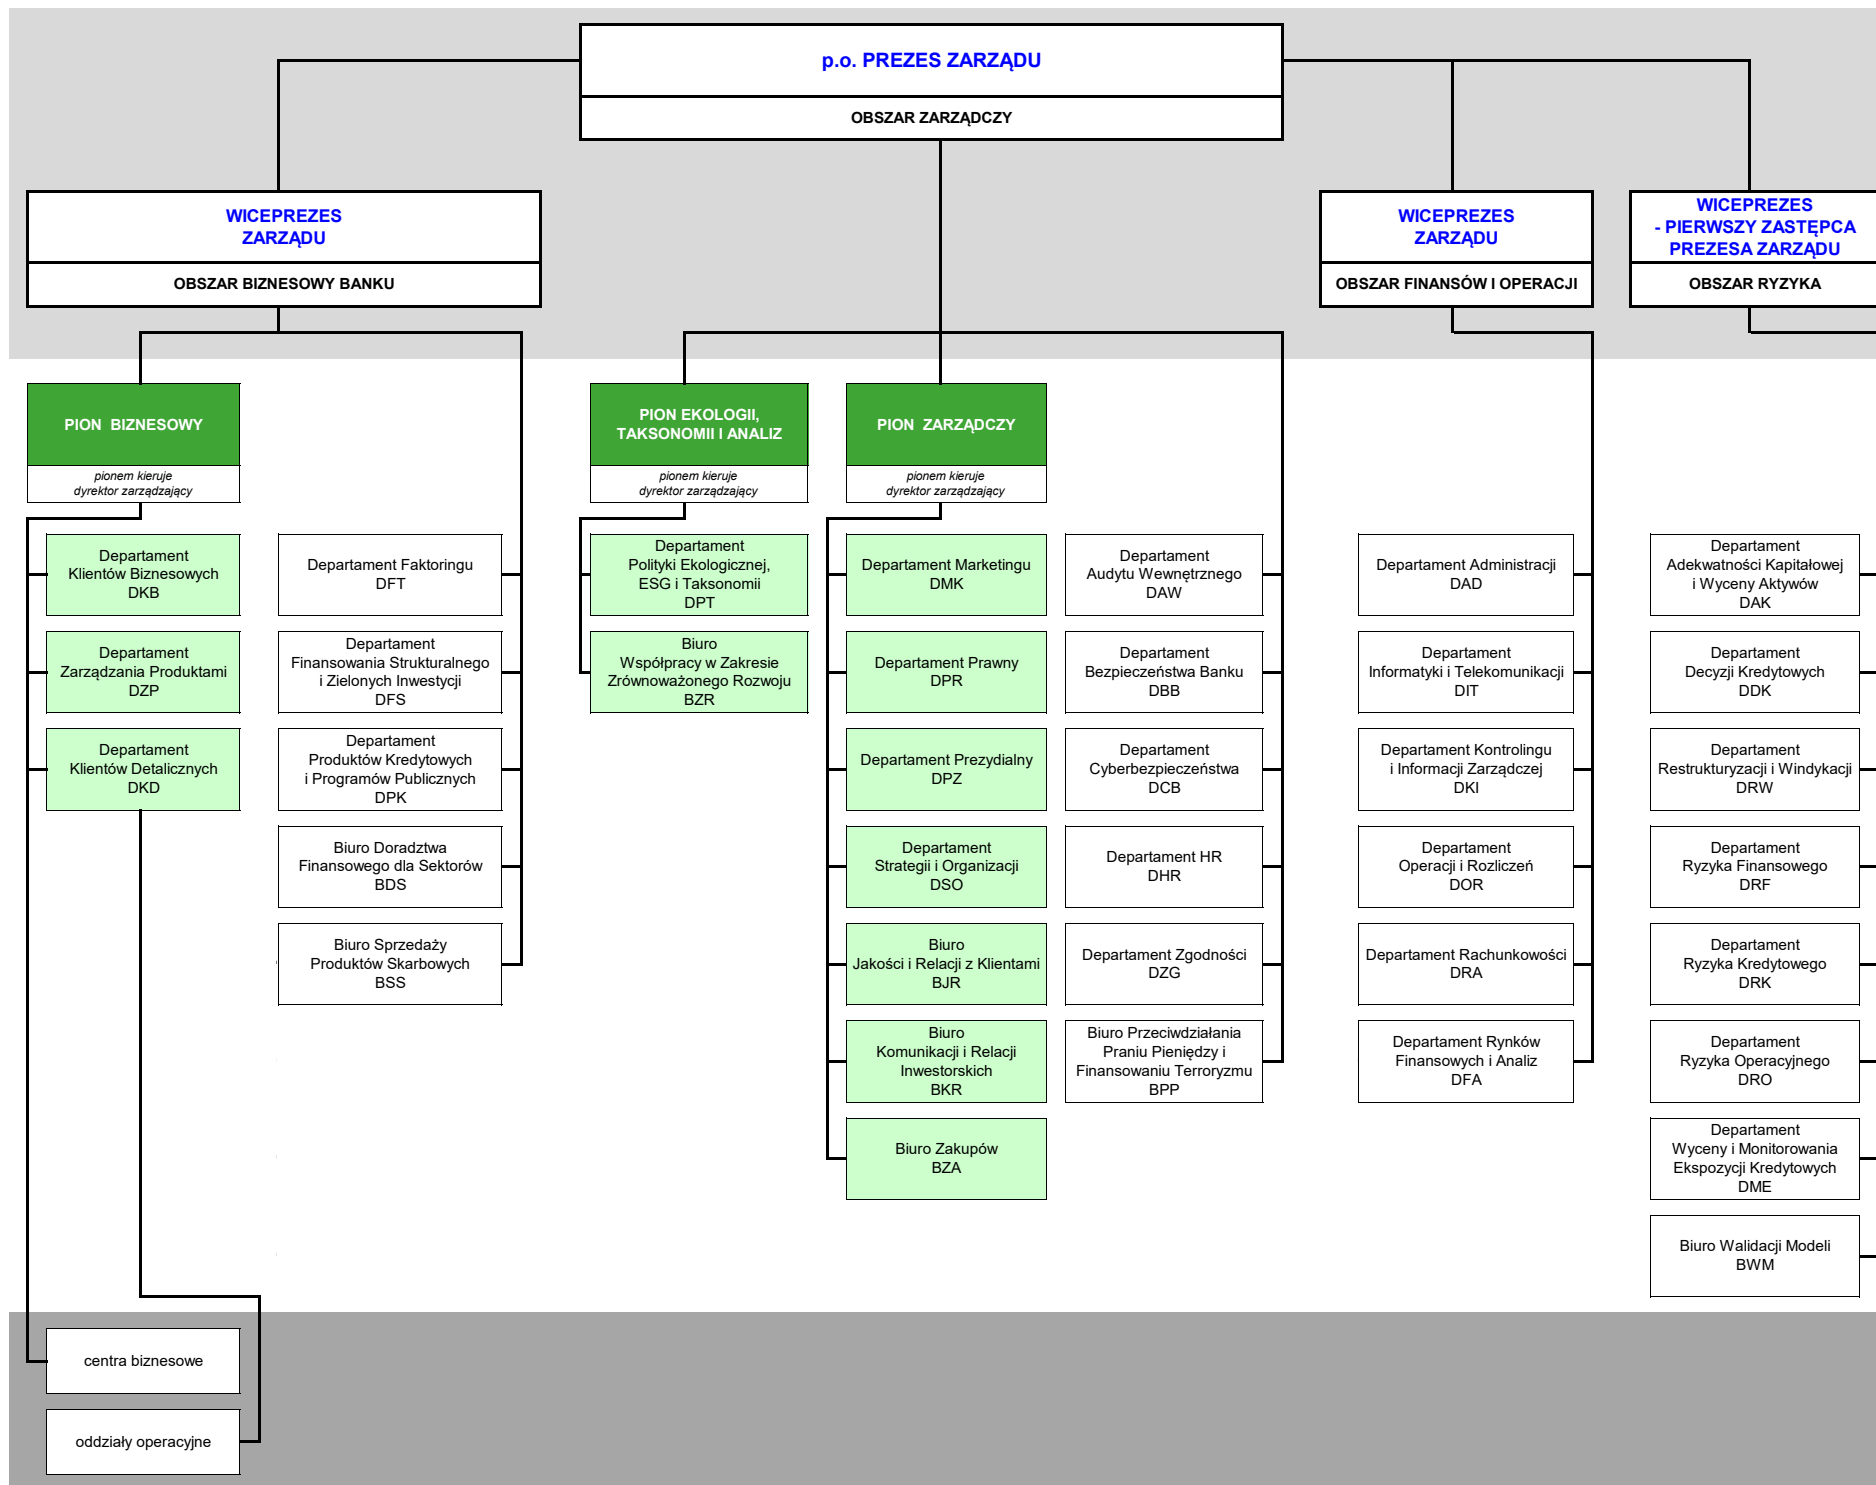 p.o. PREZES ZARZĄDU
OBSZAR ZARZĄDCZY
WICEPREZES
ZARZĄDU
OBSZAR BIZNESOWY BANKU
WICEPREZES
ZARZĄDU
OBSZAR FINANSÓW I OPERACJI
WICEPREZES
- PIERWSZY ZASTĘPCA
PREZESA ZARZĄDU
OBSZAR RYZYKA
PION BIZNESOWY
pionem kieruje
dyrektor zarządzający
PION EKOLOGII,
TAKSONOMII I ANALIZ
pionem kieruje
dyrektor zarządzający
PION ZARZĄDCZY
pionem kieruje
dyrektor zarządzający
Departament
Klientów Biznesowych
DKB
Departament
Zarządzania Produktami
DZP
Departament
Klientów Detalicznych
DKD
Departament Faktoringu
DFT
Departament
Finansowania Strukturalnego
i Zielonych Inwestycji
DFS
Departament
Produktów Kredytowych
i Programów Publicznych
DPK
Biuro Doradztwa
Finansowego dla Sektorów
BDS
Biuro Sprzedaży
Produktów Skarbowych
BSS
Departament
Polityki Ekologicznej,
ESG i Taksonomii
DPT
Biuro
Współpracy w Zakresie
Zrównoważonego Rozwoju
BZR
Departament Marketingu
DMK
Departament Prawny
DPR
Departament Prezydialny
DPZ
Departament
Strategii i Organizacji
DSO
Biuro
Jakości i Relacji z Klientami
BJR
Biuro
Komunikacji i Relacji
Inwestorskich
BKR
Biuro Zakupów
BZA
Departament
Audytu Wewnętrznego
DAW
Departament
Bezpieczeństwa Banku
DBB
Departament
Cyberbezpieczeństwa
DCB
Departament HR
DHR
Departament Zgodności
DZG
Biuro Przeciwdziałania
Praniu Pieniędzy i
Finansowaniu Terroryzmu
BPP
Departament Administracji
DAD
Departament
Informatyki i Telekomunikacji
DIT
Departament Kontrolingu
i Informacji Zarządczej
DKI
Departament
Operacji i Rozliczeń
DOR
Departament Rachunkowości
DRA
Departament Rynków
Finansowych i Analiz
DFA
Departament
Adekwatności Kapitałowej
i Wyceny Aktywów
DAK
Departament
Decyzji Kredytowych
DDK
Departament
Restrukturyzacji i Windykacji
DRW
Departament
Ryzyka Finansowego
DRF
Departament
Ryzyka Kredytowego
DRK
Departament
Ryzyka Operacyjnego
DRO
Departament
Wyceny i Monitorowania
Ekspozycji Kredytowych
DME
Biuro Walidacji Modeli
BWM
centra biznesowe
oddziały operacyjne